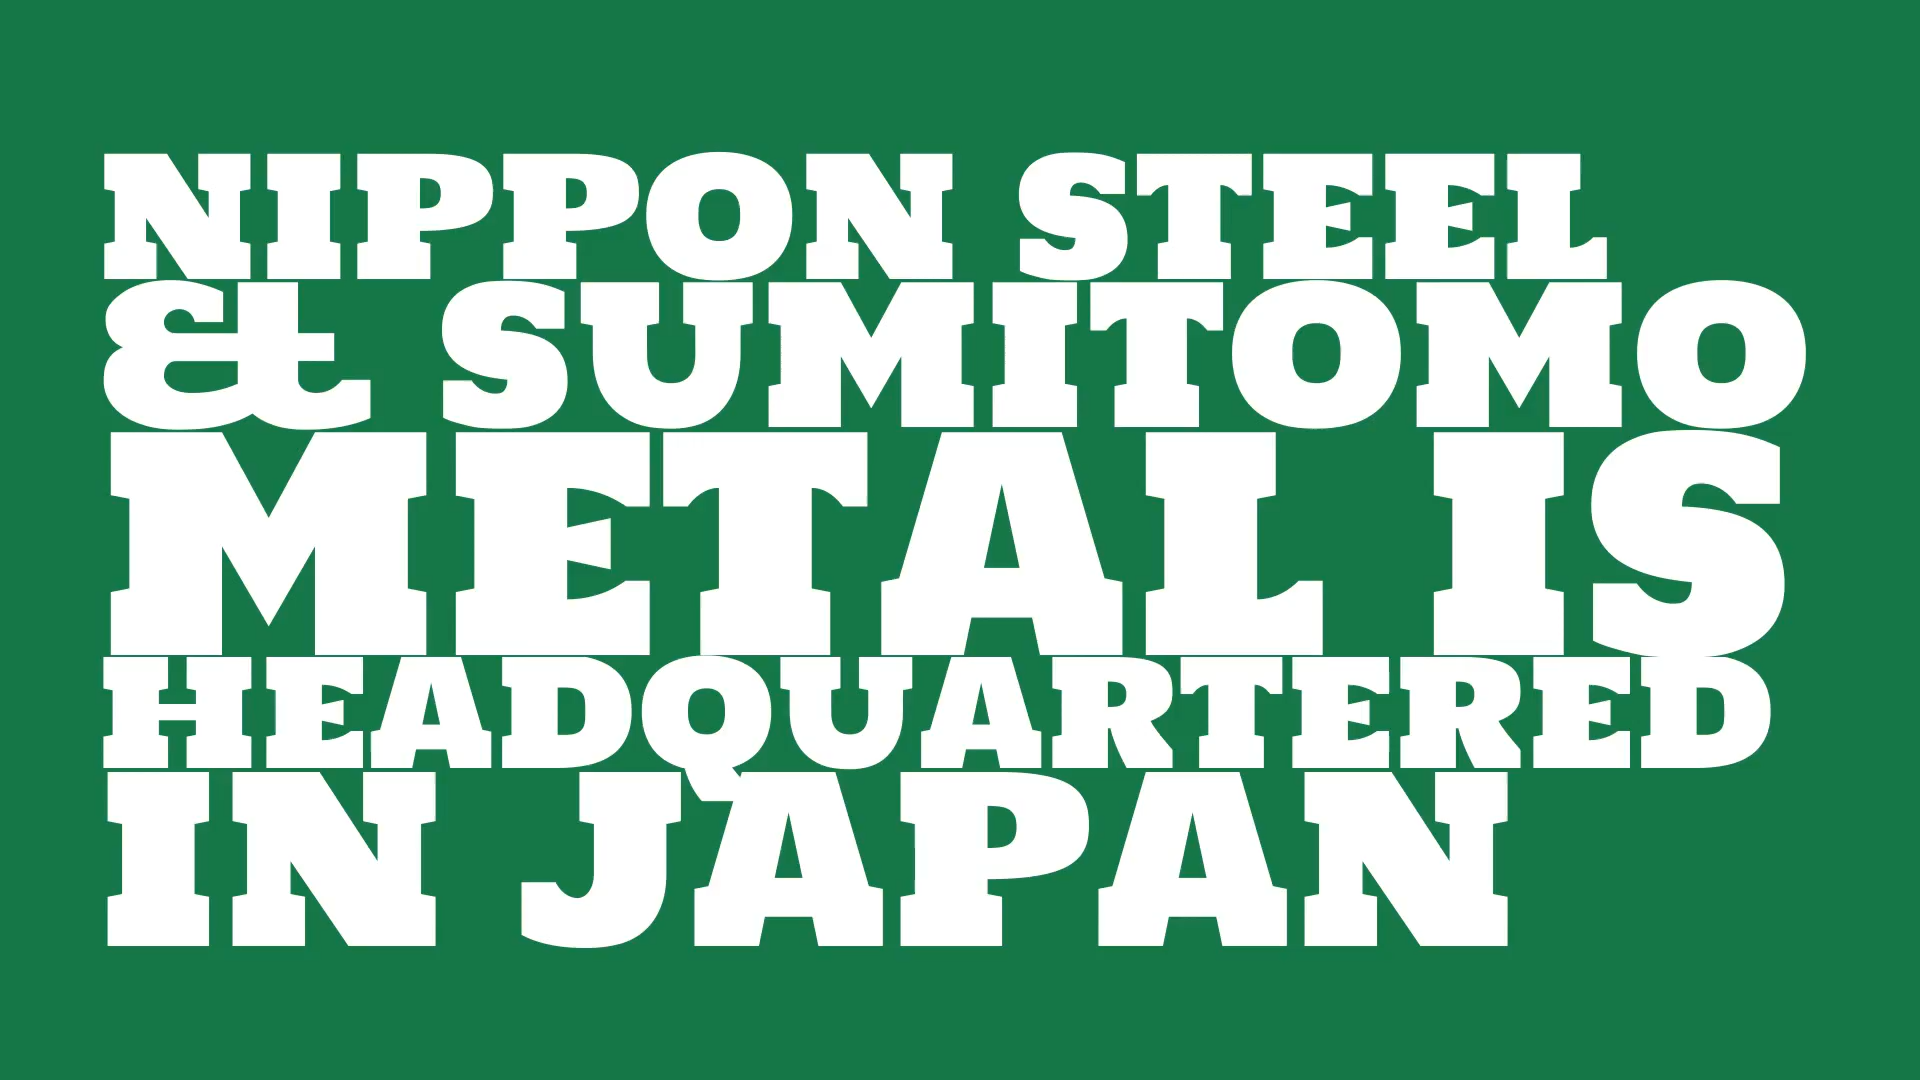 NIPPON STEEL
& SUMITOMO
METAL IS
HEADQUARTERED
IN JAPAN